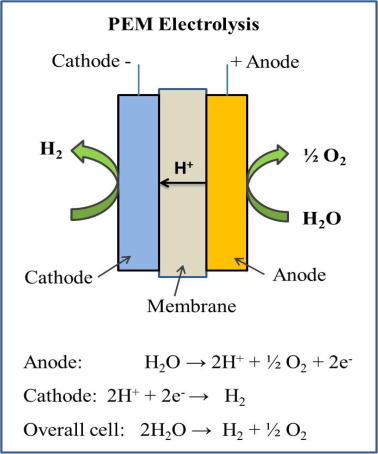 PEM Electrolysis
Cathode - + Anode
H₂ H⁺ ½ O₂
H₂O
Cathode Anode
Membrane
Anode: H₂O → 2H⁺ + ½ O₂ + 2e⁻
Cathode: 2H⁺ + 2e⁻ → H₂
Overall cell: 2H₂O → H₂ + ½ O₂